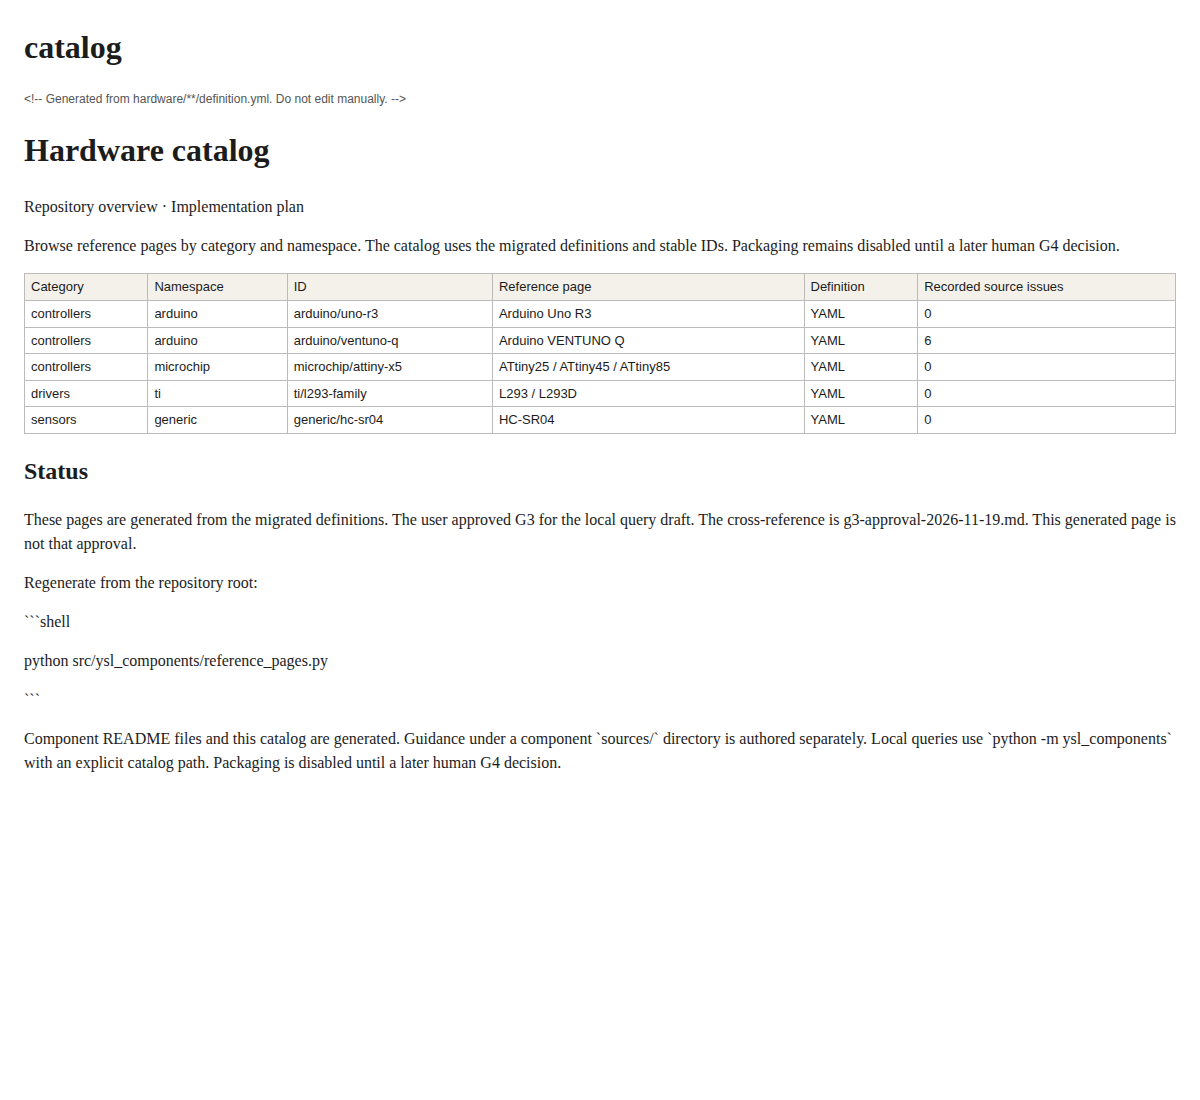 catalog
<!-- Generated from hardware/**/definition.yml. Do not edit manually. -->
Hardware catalog
Repository overview · Implementation plan
Browse reference pages by category and namespace. The catalog uses the migrated definitions and stable IDs. Packaging remains disabled until a later human G4 decision.
Category Namespace ID Reference page Definition Recorded source issues
controllers arduino arduino/uno-r3 Arduino Uno R3 YAML 0
controllers arduino arduino/ventuno-q Arduino VENTUNO Q YAML 6
controllers microchip microchip/attiny-x5 ATtiny25 / ATtiny45 / ATtiny85 YAML 0
drivers ti ti/l293-family L293 / L293D YAML 0
sensors generic generic/hc-sr04 HC-SR04 YAML 0
Status
These pages are generated from the migrated definitions. The user approved G3 for the local query draft. The cross-reference is g3-approval-2026-11-19.md. This generated page is
not that approval.
Regenerate from the repository root:
```shell
python src/ysl_components/reference_pages.py
```
Component README files and this catalog are generated. Guidance under a component `sources/` directory is authored separately. Local queries use `python -m ysl_components`
with an explicit catalog path. Packaging is disabled until a later human G4 decision.